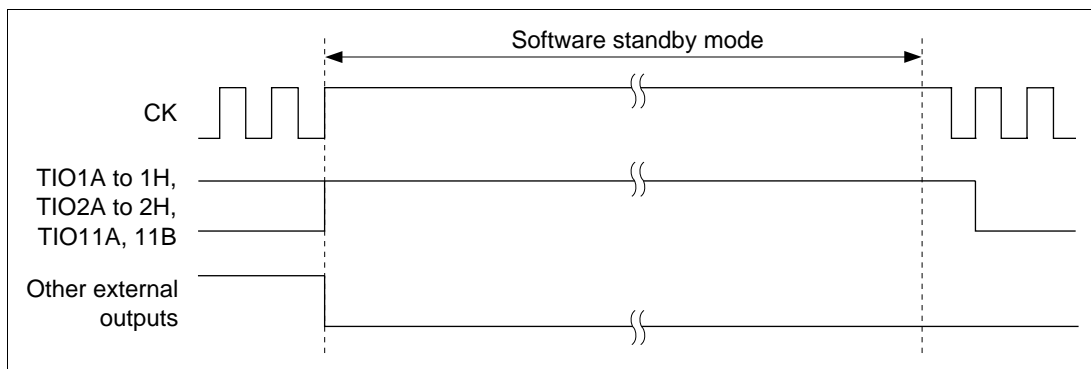 Software standby mode
CK
TIO1A to 1H,
TIO2A to 2H,
TIO11A, 11B
Other external
outputs